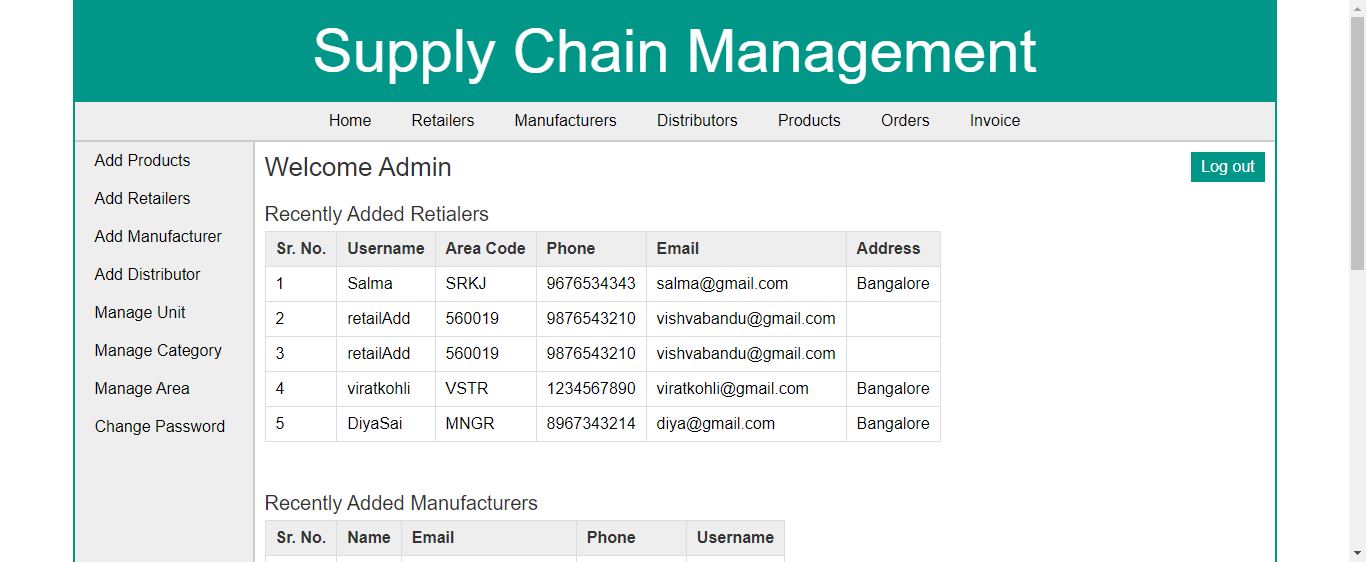 Supply Chain Management
Home Retailers Manufacturers Distributors Products Orders Invoice
Add Products
Add Retailers
Add Manufacturer
Add Distributor
Manage Unit
Manage Category
Manage Area
Change Password
Welcome Admin
Log out
Recently Added Retialers
Sr. No. Username Area Code Phone Email Address
1 Salma SRKJ 9676534343 salma@gmail.com Bangalore
2 retailAdd 560019 9876543210 vishvabandu@gmail.com
3 retailAdd 560019 9876543210 vishvabandu@gmail.com
4 viratkohli VSTR 1234567890 viratkohli@gmail.com Bangalore
5 DiyaSai MNGR 8967343214 diya@gmail.com Bangalore
Recently Added Manufacturers
Sr. No. Name Email Phone Username